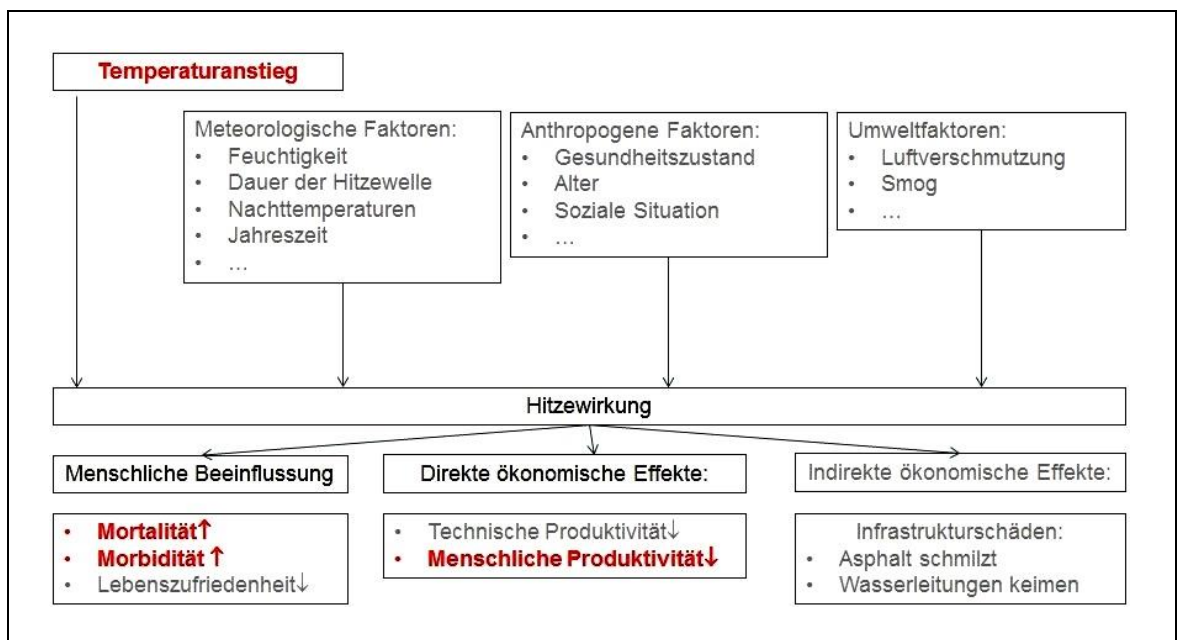 Temperaturanstieg
Meteorologische Faktoren:
• Feuchtigkeit
• Dauer der Hitzewelle
• Nachttemperaturen
• Jahreszeit
• …
Anthropogene Faktoren:
• Gesundheitszustand
• Alter
• Soziale Situation
• …
Umweltfaktoren:
• Luftverschmutzung
• Smog
• …
Hitzewirkung
Menschliche Beeinflussung
• Mortalität↑
• Morbidität ↑
• Lebenszufriedenheit↓
Direkte ökonomische Effekte:
• Technische Produktivität↓
• Menschliche Produktivität↓
Indirekte ökonomische Effekte:
Infrastrukturschäden:
• Asphalt schmilzt
• Wasserleitungen keimen